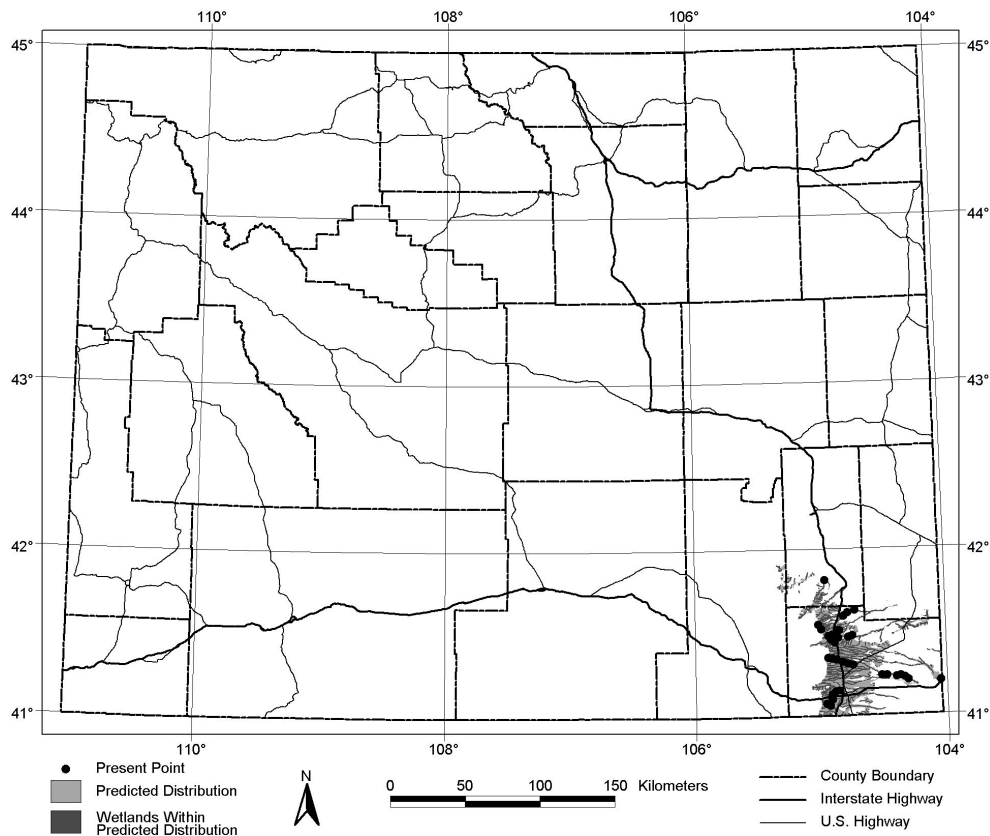 110° 108° 106° 104°
45° 45°
44° 44°
43° 43°
42° 42°
41° 41°
110° 108° 106° 104°
Present Point
Predicted Distribution
Wetlands Within
Predicted Distribution
N
0 50 100 150 Kilometers
County Boundary
Interstate Highway
U.S. Highway